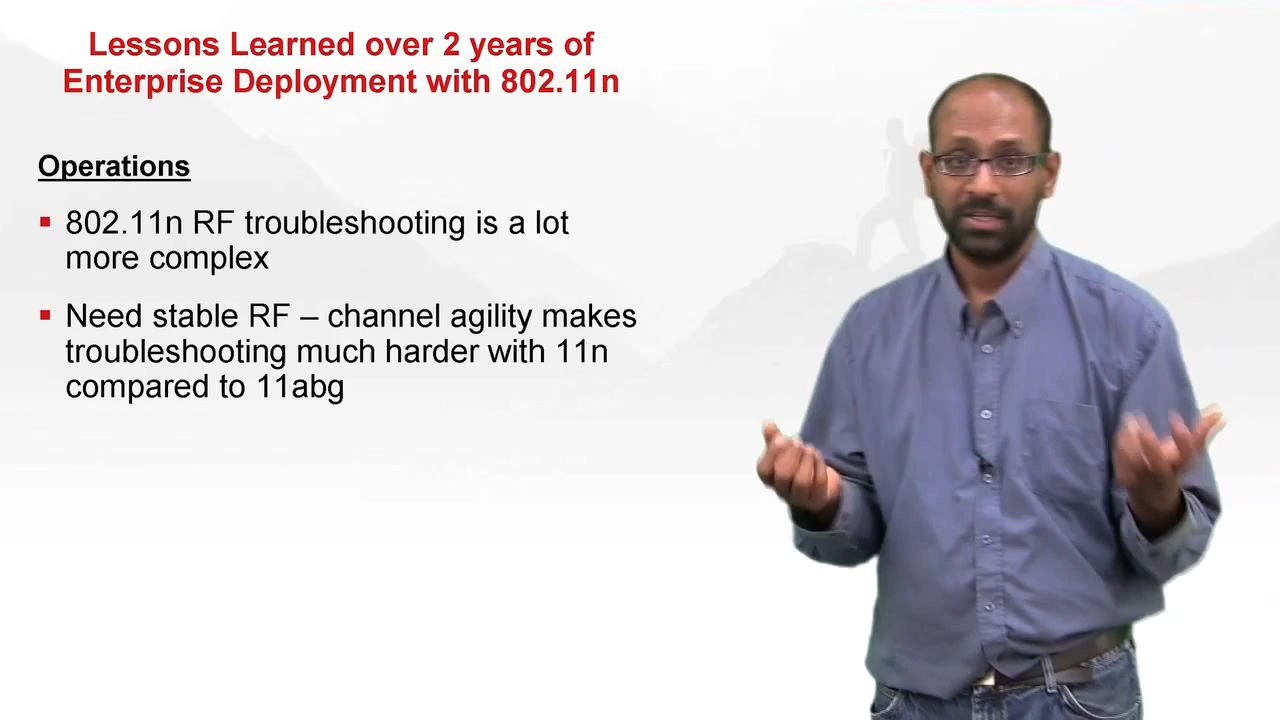 Lessons Learned over 2 years of
Enterprise Deployment with 802.11n
Operations
802.11n RF troubleshooting is a lot
more complex
Need stable RF – channel agility makes
troubleshooting much harder with 11n
compared to 11abg